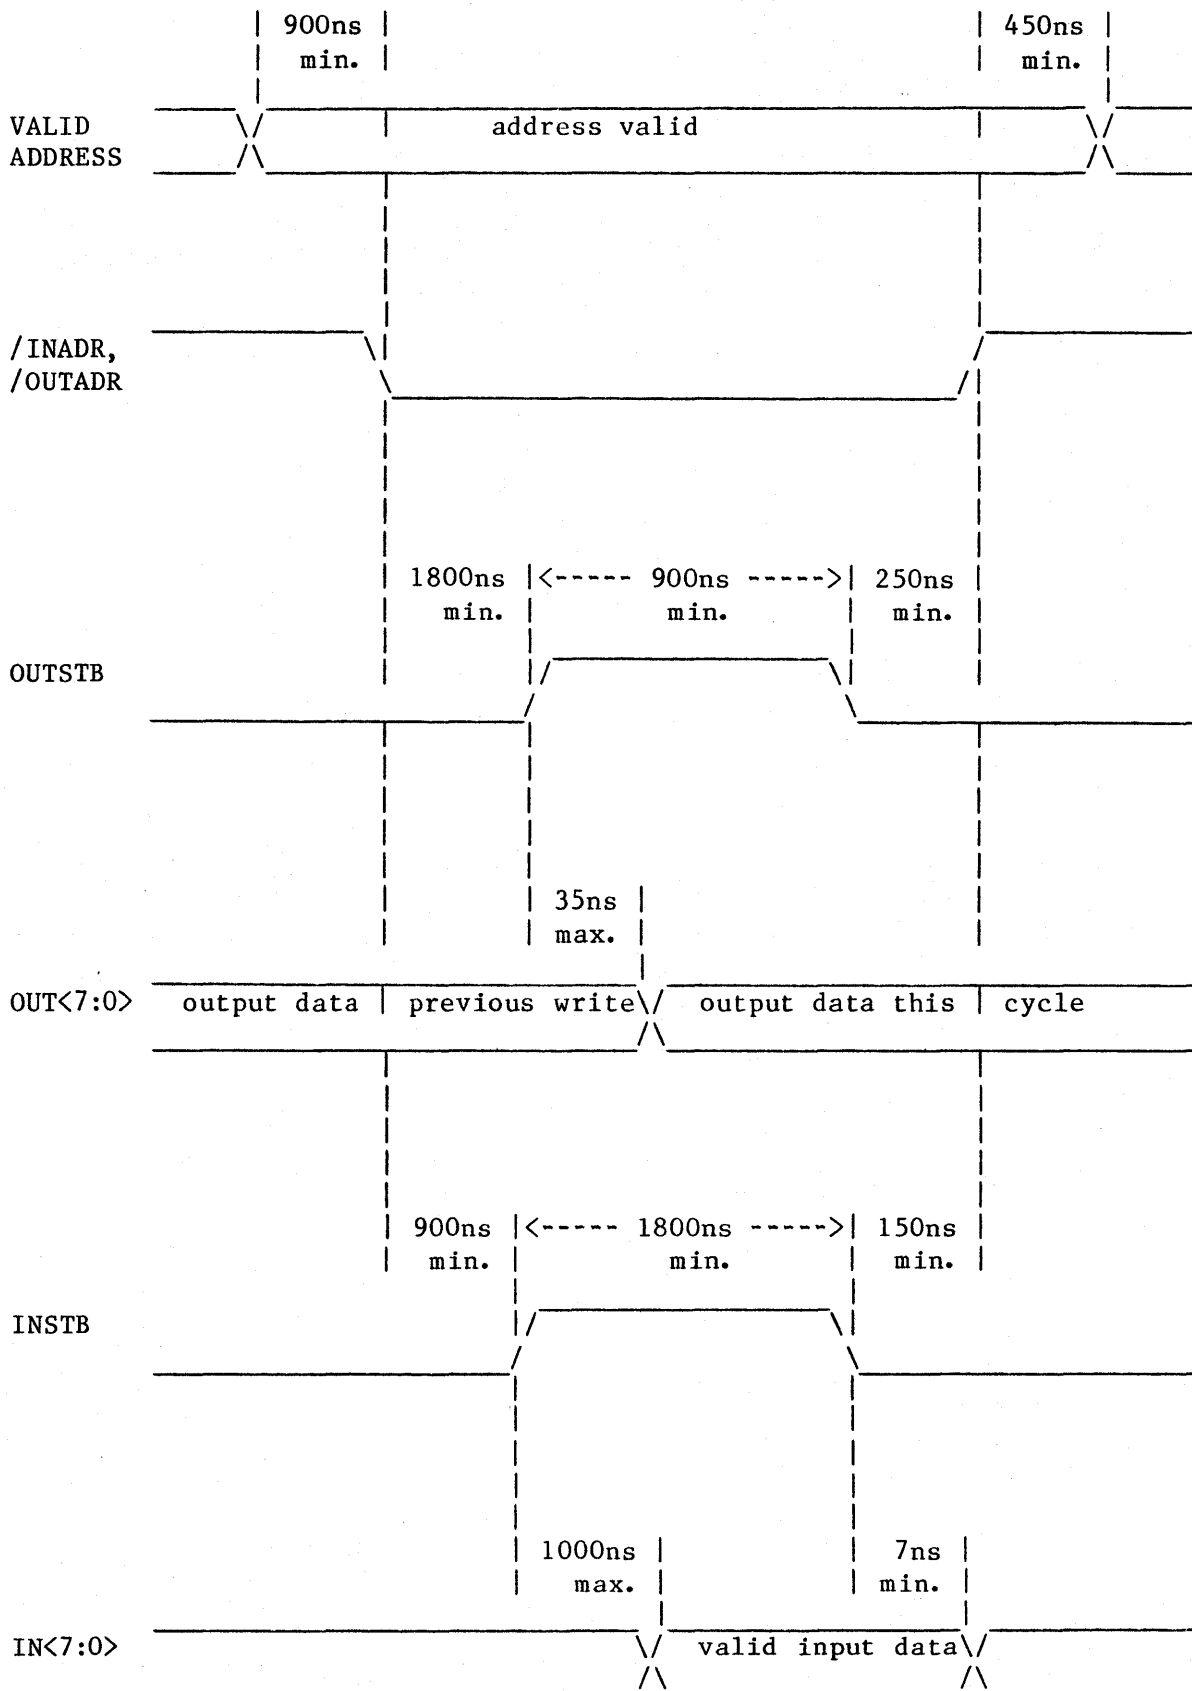 900ns 450ns
min. min.
VALID address valid
ADDRESS
/INADR,
/OUTADR
1800ns <----- 900ns -----> 250ns
min. min. min.
OUTSTB
35ns
max.
OUT<7:0> output data previous write output data this cycle
900ns <----- 1800ns -----> 150ns
min. min. min.
INSTB
1000ns 7ns
max. min.
IN<7:0> valid input data